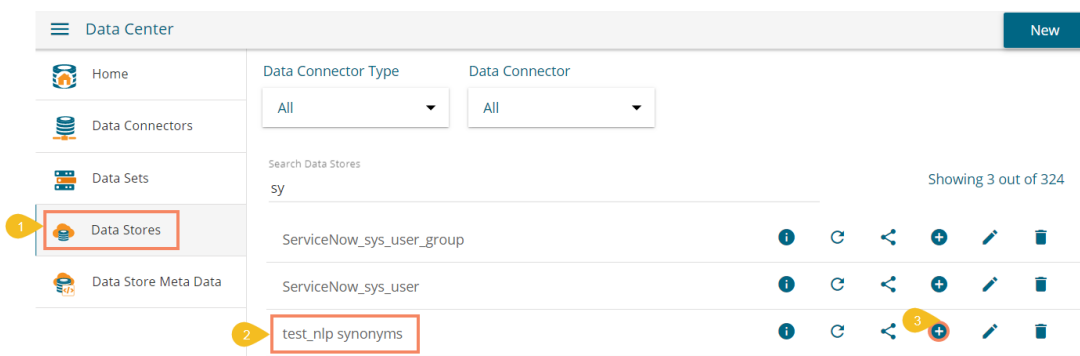 Data Center
New
Home
Data Connectors
Data Sets
1
Data Stores
Data Store Meta Data
Data Connector Type Data Connector
All All
Search Data Stores
sy
Showing 3 out of 324
ServiceNow_sys_user_group
ServiceNow_sys_user
2 test_nlp synonyms 3